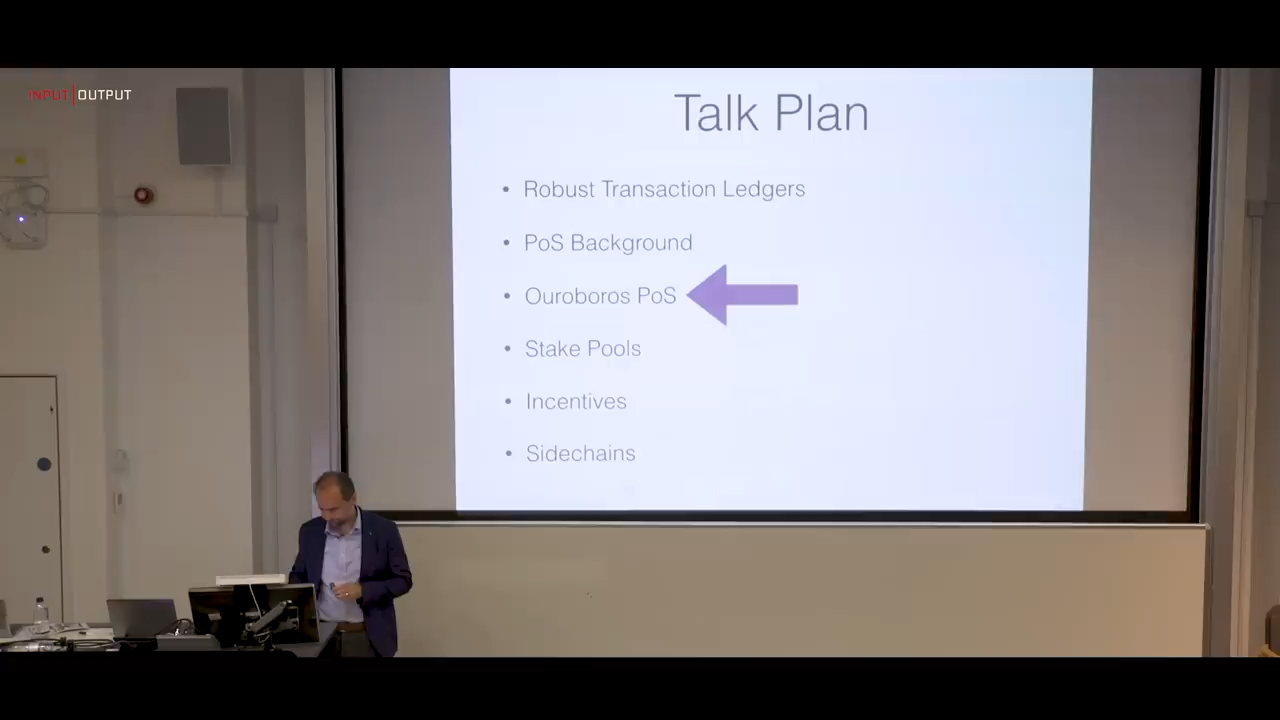 INPUT|OUTPUT
Talk Plan
• Robust Transaction Ledgers
• PoS Background
• Ouroboros PoS
• Stake Pools
• Incentives
• Sidechains